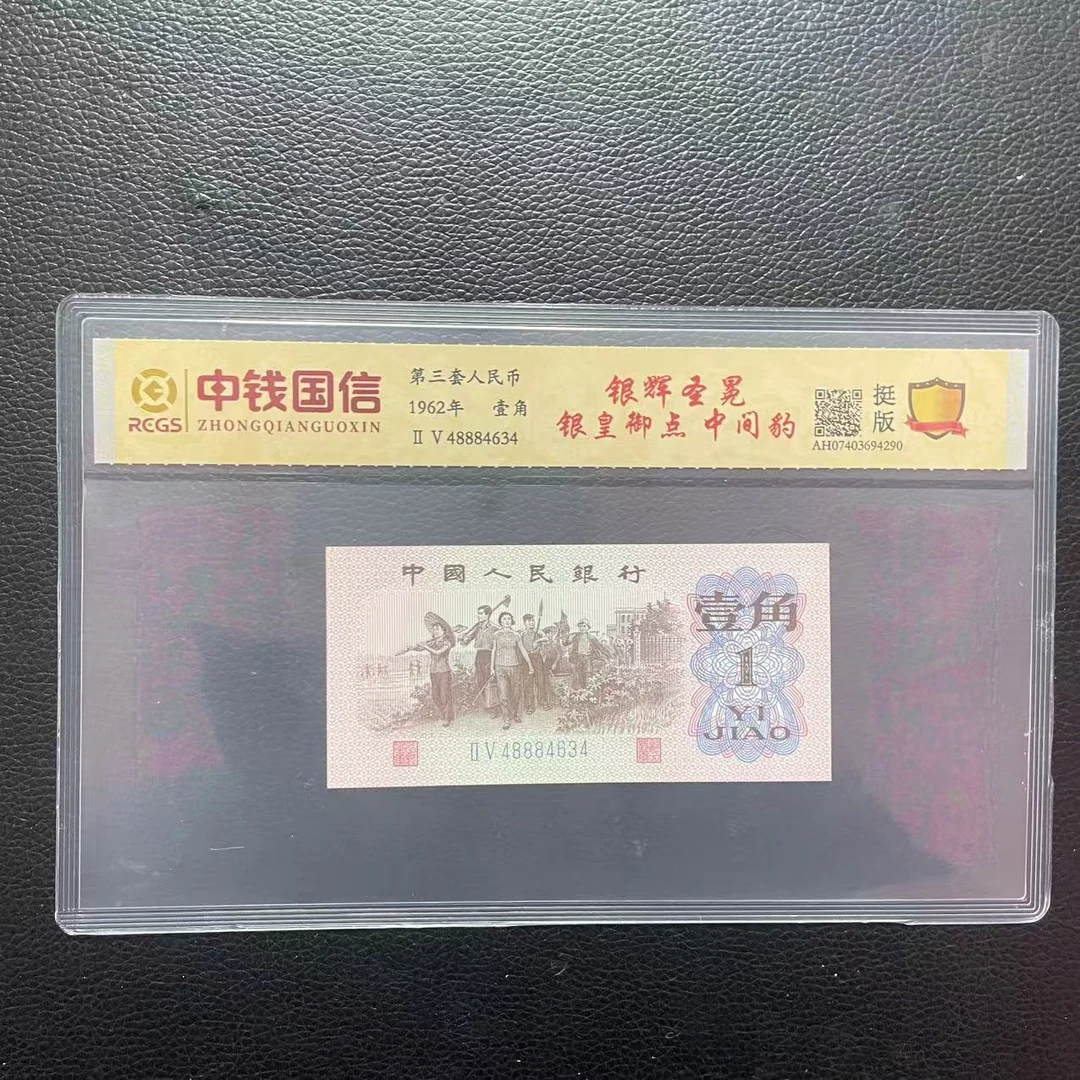 RCGS
中钱国信
ZHONGQIANGUOXIN
第三套人民币
1962年 壹角
Ⅱ Ⅴ 48884634
银辉圣冕
银皇御点 中间豹
AH07403694290
挺版
中國人民銀行
壹角
1
YI
JIAO
Ⅱ Ⅴ 48884634